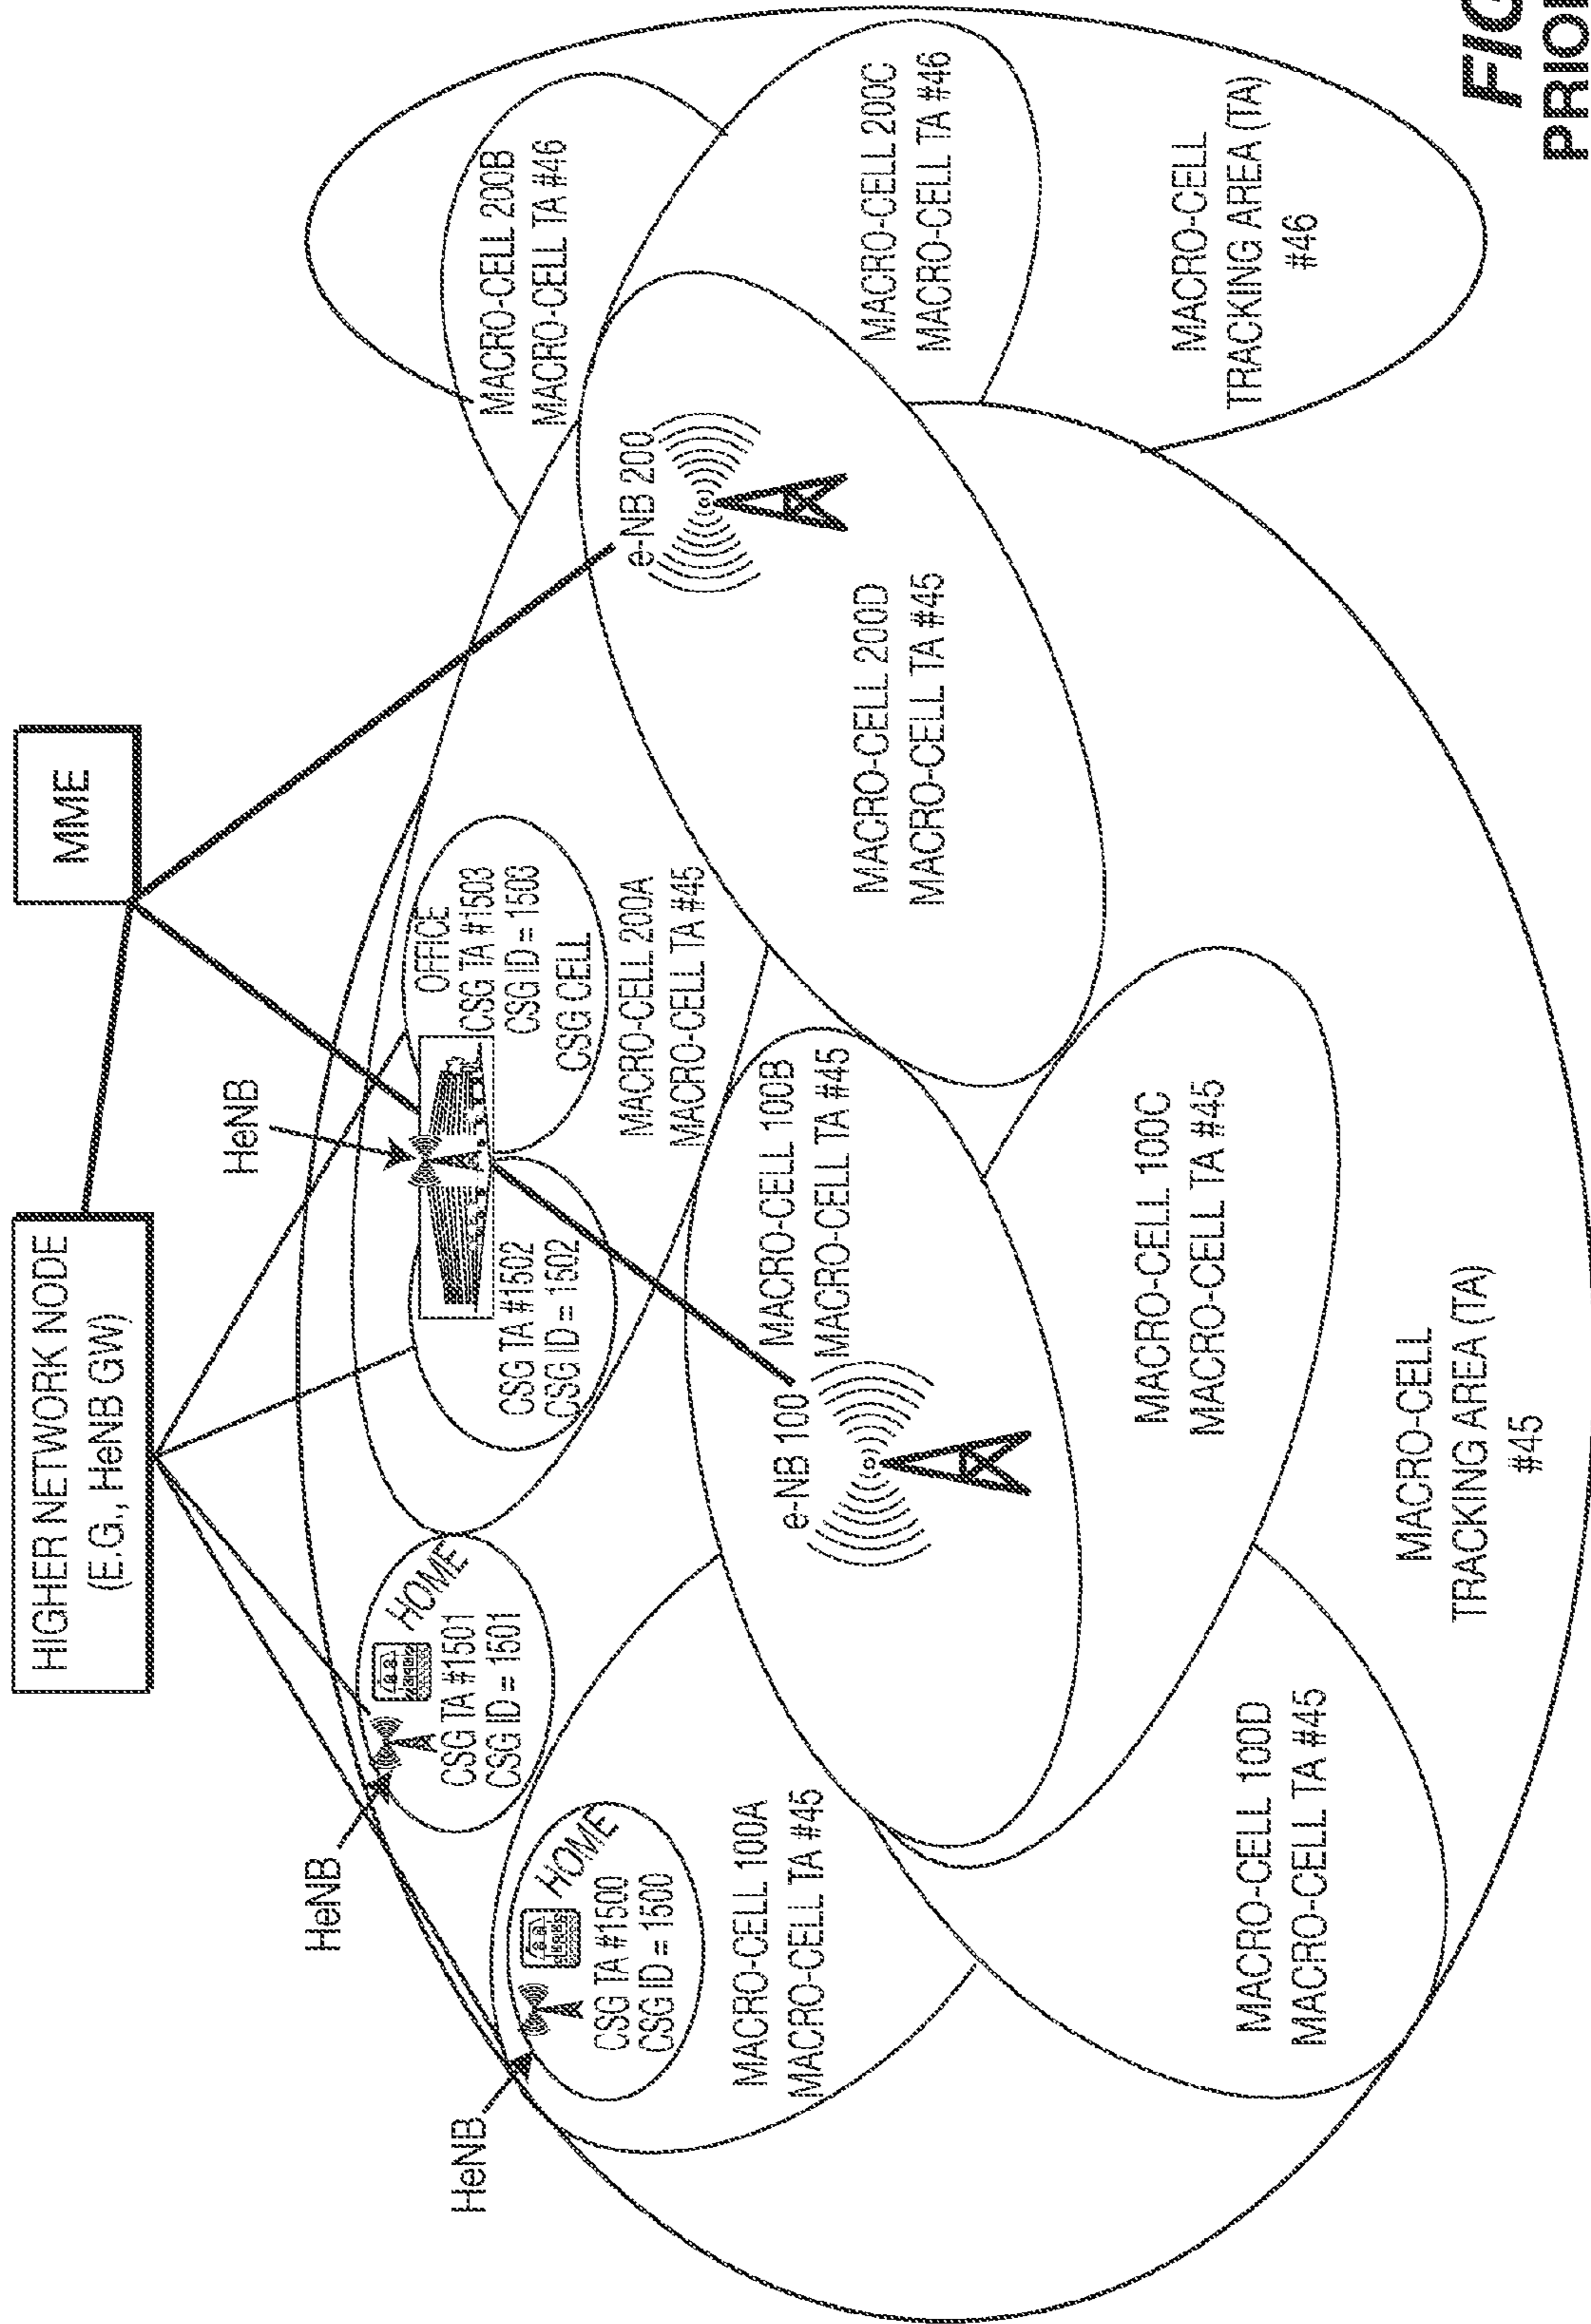 HIGHER NETWORK NODE
(E.G., HeNB GW)
MME
HeNB
HeNB
HeNB
HOME
CSG TA #1500
CSG ID = 1500
HOME
CSG TA #1501
CSG ID = 1501
CSG TA #1502
CSG ID = 1502
OFFICE
CSG TA #1503
CSG ID = 1503
CSG CELL
MACRO-CELL 200A
MACRO-CELL TA #45
MACRO-CELL 200B
MACRO-CELL TA #46
e-NB 200
MACRO-CELL 200C
MACRO-CELL TA #46
MACRO-CELL 200D
MACRO-CELL TA #45
MACRO-CELL
TRACKING AREA (TA)
#46
MACRO-CELL 100A
MACRO-CELL TA #45
e-NB 100
MACRO-CELL 100B
MACRO-CELL TA #45
MACRO-CELL 100C
MACRO-CELL TA #45
MACRO-CELL 100D
MACRO-CELL TA #45
MACRO-CELL
TRACKING AREA (TA)
#45